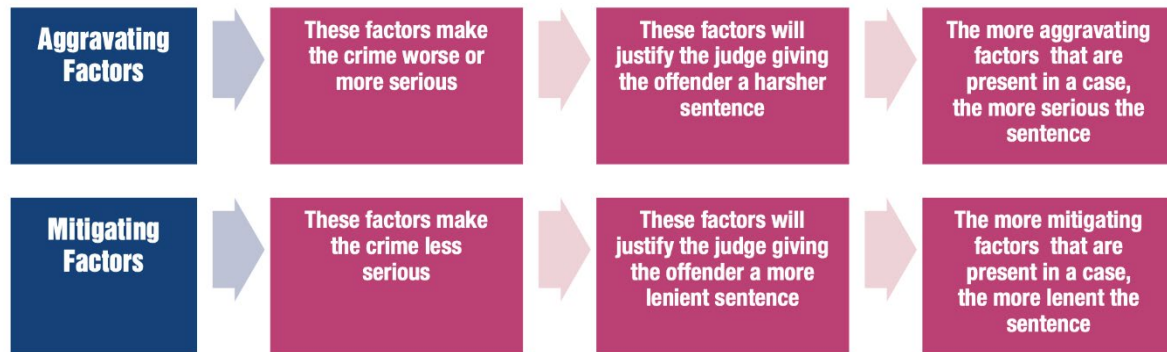 Aggravating
Factors
These factors make
the crime worse or
more serious
These factors will
justify the judge giving
the offender a harsher
sentence
The more aggravating
factors that are
present in a case,
the more serious the
sentence
Mitigating
Factors
These factors make
the crime less
serious
These factors will
justify the judge giving
the offender a more
lenient sentence
The more mitigating
factors that are
present in a case,
the more lenent the
sentence